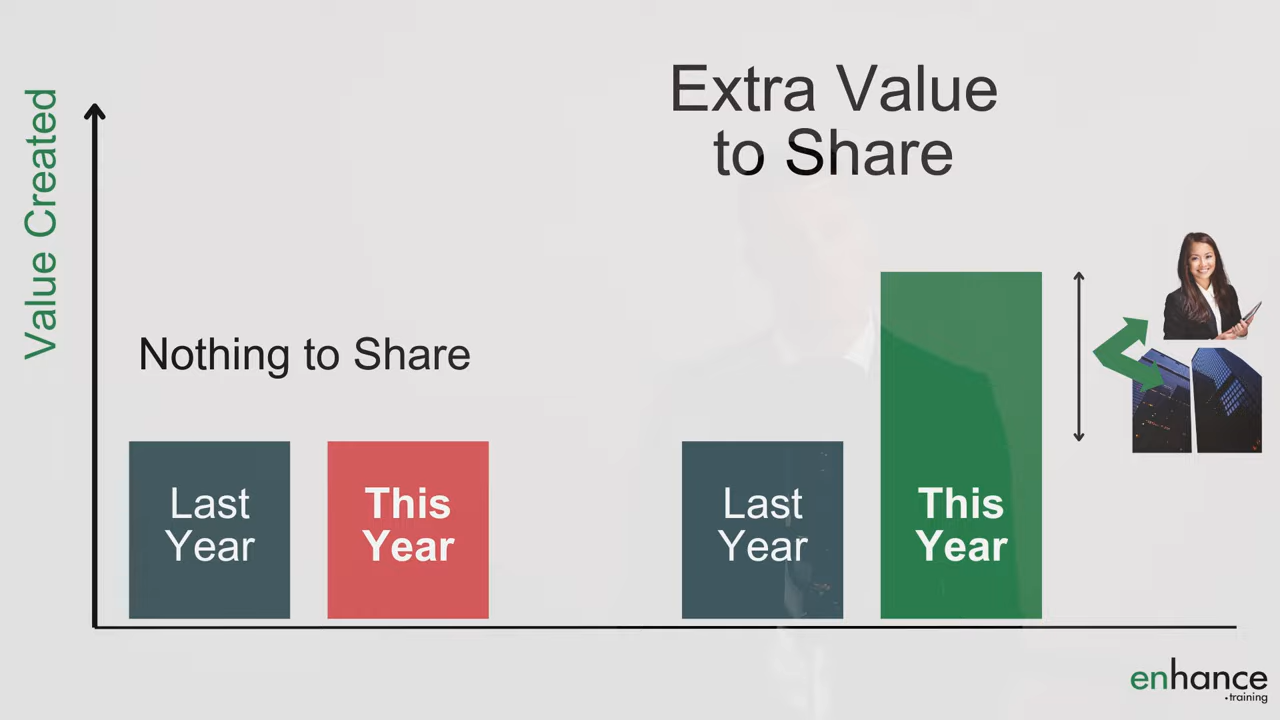 Extra Value
to Share
Value Created
Nothing to Share
Last
Year
This
Year
Last
Year
This
Year
enhance
training